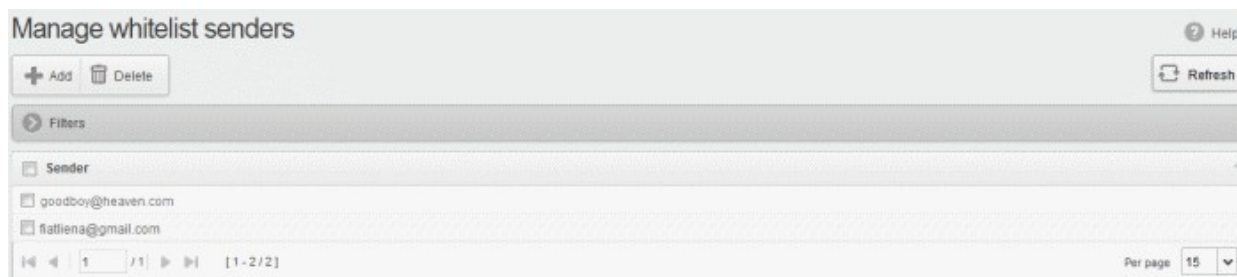 Manage whitelist senders
Help
Add Delete
Refresh
Filters
Sender
goodboy@heaven.com
flatliena@gmail.com
1 / 1 [ 1 - 2 / 2 ] Per page 15